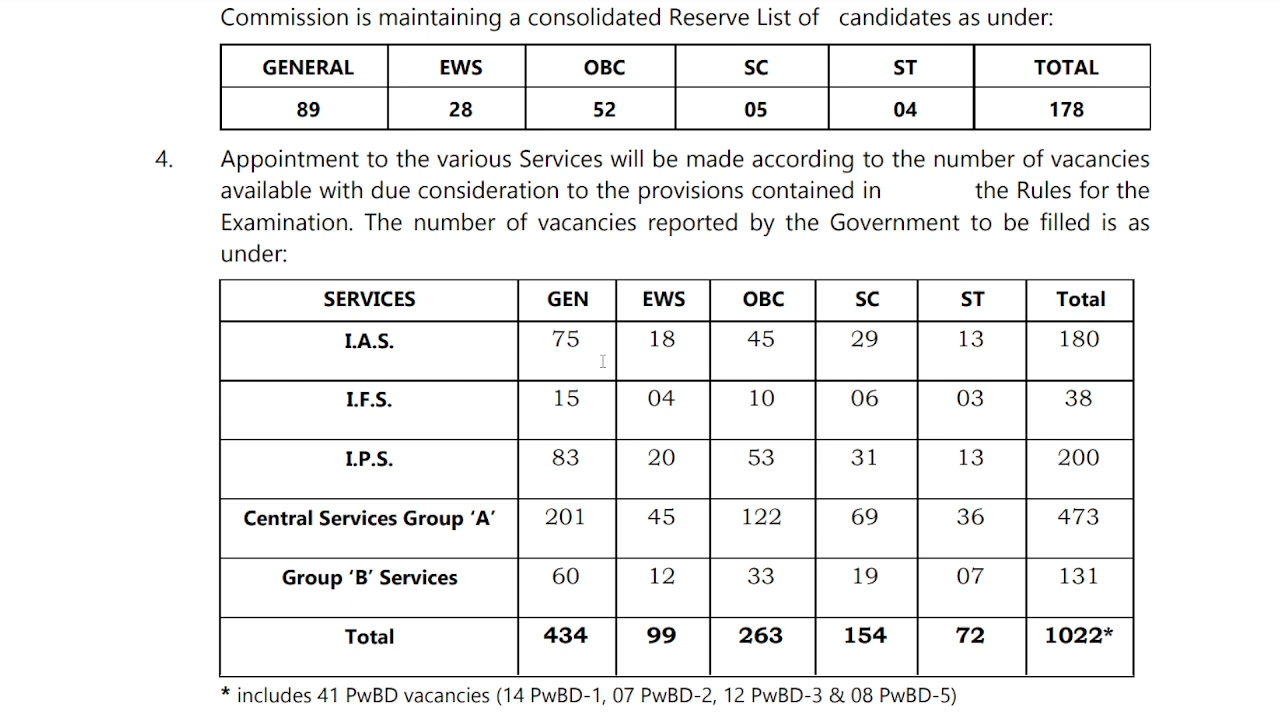 Commission is maintaining a consolidated Reserve List of candidates as under:
GENERAL EWS OBC SC ST TOTAL
89 28 52 05 04 178
4. Appointment to the various Services will be made according to the number of vacancies
available with due consideration to the provisions contained in the Rules for the
Examination. The number of vacancies reported by the Government to be filled is as
under:
SERVICES GEN EWS OBC SC ST Total
I.A.S. 75 18 45 29 13 180
I.F.S. 15 04 10 06 03 38
I.P.S. 83 20 53 31 13 200
Central Services Group ‘A’ 201 45 122 69 36 473
Group ‘B’ Services 60 12 33 19 07 131
Total 434 99 263 154 72 1022*
* includes 41 PwBD vacancies (14 PwBD-1, 07 PwBD-2, 12 PwBD-3 & 08 PwBD-5)